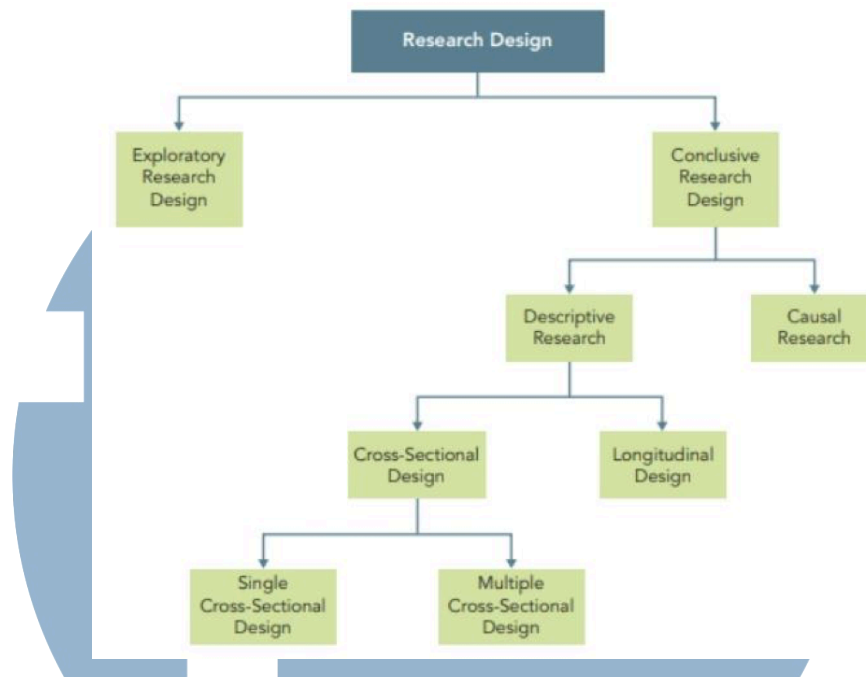 Research Design
Exploratory
Research
Design
Conclusive
Research
Design
Descriptive
Research
Causal
Research
Cross-Sectional
Design
Longitudinal
Design
Single
Cross-Sectional
Design
Multiple
Cross-Sectional
Design